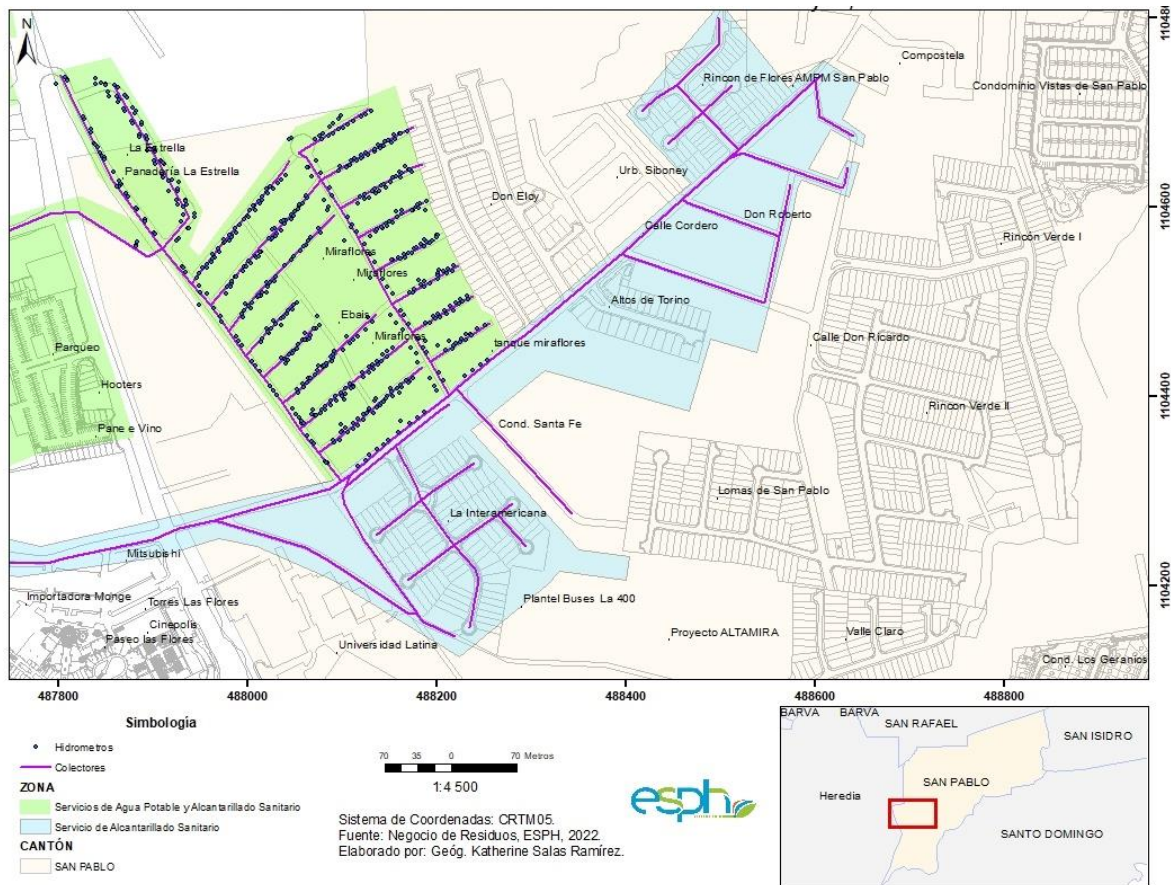 N
Compostela
Rincon de Flores AMPM San Pablo
Condominio Vistas de San Pablo
La Estrella
Panadería La Estrella
Urb. Siboney
Don Eloy
Don Roberto
Calle Cordero
Rincón Verde I
Miraflores
Miraflores
Altos de Torino
Ebais
Miraflores
tanque miraflores
Calle Don Ricardo
Parqueo
Hooters
Rincon Verde II
Pane e Vino
Cond. Santa Fe
Lomas de San Pablo
La Interamericana
Mitsubishi
Importadora Monge
Torres Las Flores
Plantel Buses La 400
Cinepolis
Paseo las Flores
Universidad Latina
Proyecto ALTAMIRA
Valle Claro
Cond. Los Geranios
1104600
1104400
1104200
487800
488000
488200
488400
488600
488800
Simbología
Hidrometros
Colectores
ZONA
Servicios de Agua Potable y Alcantarillado Sanitario
Servicio de Alcantarillado Sanitario
CANTÓN
SAN PABLO
70 35 0 70 Metros
1:4 500
Sistema de Coordenadas: CRTM05.
Fuente: Negocio de Residuos, ESPH, 2022.
Elaborado por: Geóg. Katherine Salas Ramírez.
esph
BARVA
BARVA
SAN RAFAEL
SAN ISIDRO
SAN PABLO
Heredia
SANTO DOMINGO